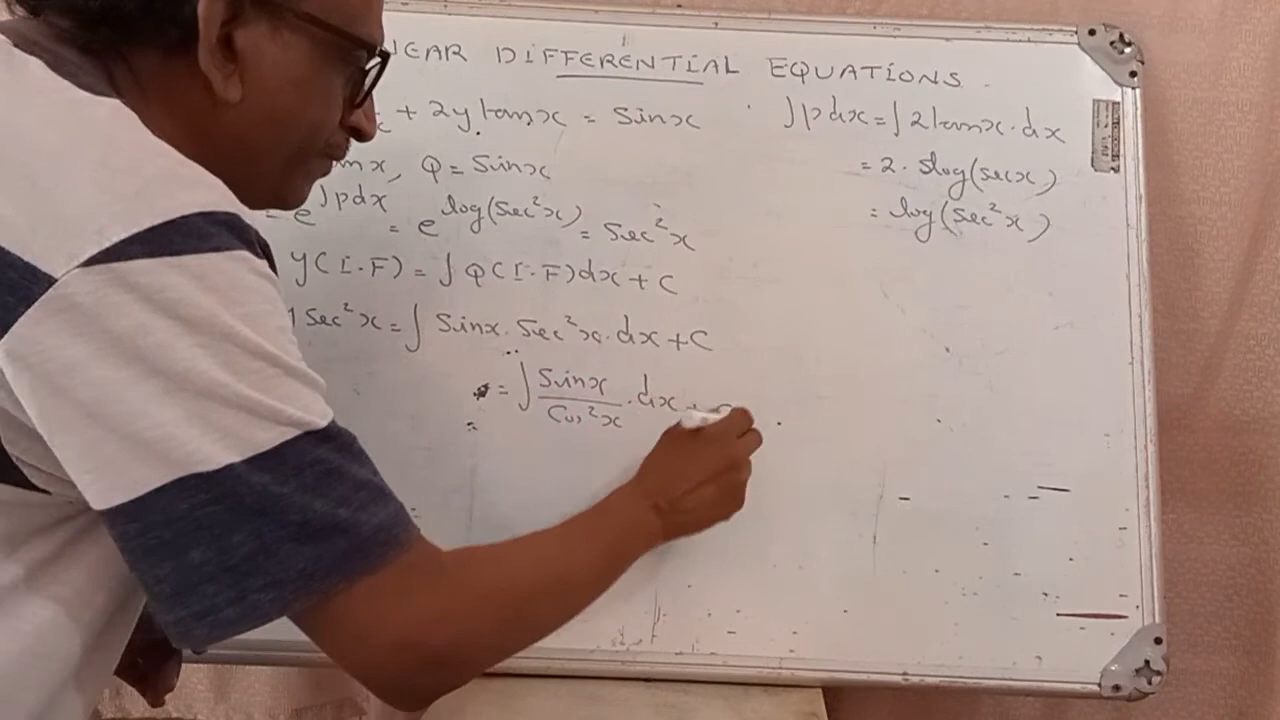 NEAR DIFFERENTIAL EQUATIONS.
+ 2y tanx = Sinx
nx, Q = Sinx
= e^∫pdx = e^log(Sec²x) = Sec²x
y(I.F) = ∫Q(I.F)dx + C
Sec²x = ∫Sinx. Sec²x. dx + C
= ∫ Sinx / Cos²x . dx +
∫pdx = ∫2tanx.dx
= 2. log(secx)
= log(Sec²x)